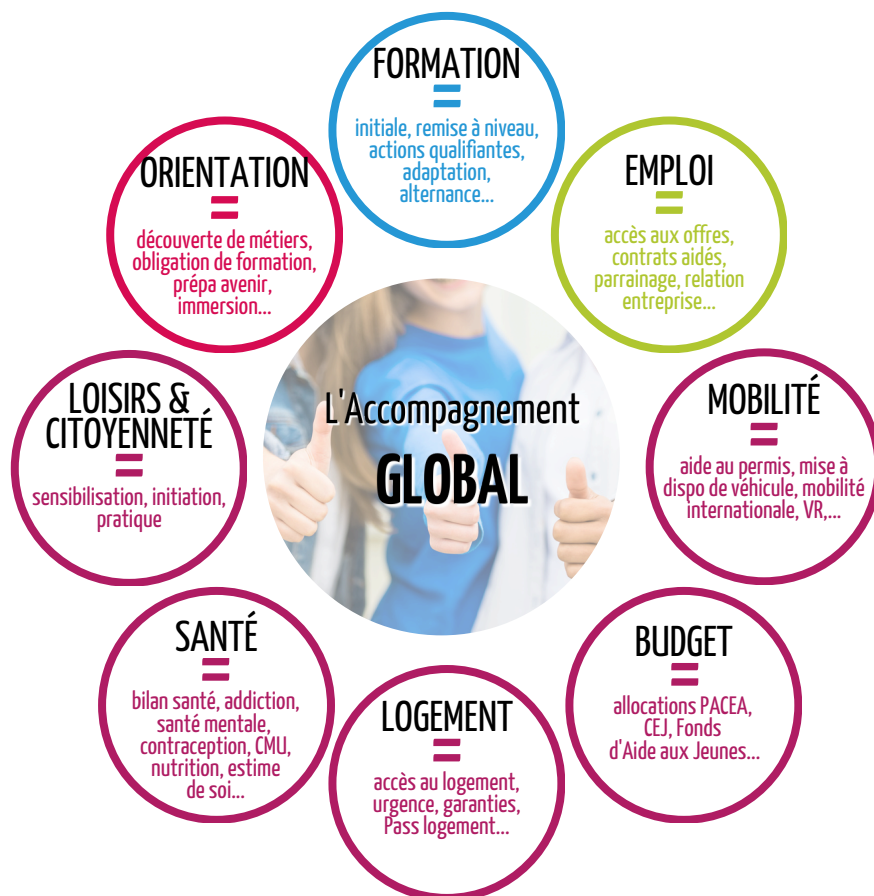 FORMATION
=
initiale, remise à niveau,
actions qualifiantes,
adaptation,
alternance...
ORIENTATION
=
découverte de métiers,
obligation de formation,
prépa avenir,
immersion...
EMPLOI
=
accès aux offres,
contrats aidés,
parrainage, relation
entreprise...
L'Accompagnement
GLOBAL
LOISIRS &
CITOYENNETÉ
=
sensibilisation, initiation,
pratique
MOBILITÉ
=
aide au permis, mise à
dispo de véhicule, mobilité
internationale, VR,...
SANTÉ
=
bilan santé, addiction,
santé mentale,
contraception, CMU,
nutrition, estime
de soi...
LOGEMENT
=
accès au logement,
urgence, garanties,
Pass logement...
BUDGET
=
allocations PACEA,
CEJ, Fonds
d'Aide aux Jeunes...